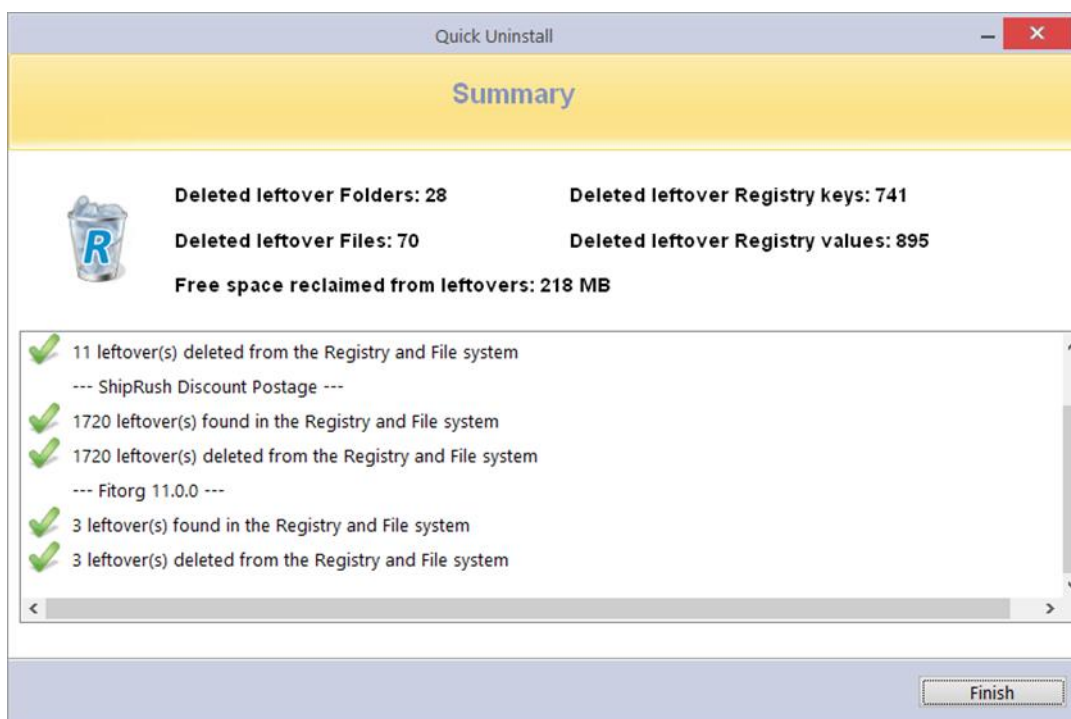 Quick Uninstall
Summary
Deleted leftover Folders: 28
Deleted leftover Registry keys: 741
Deleted leftover Files: 70
Deleted leftover Registry values: 895
Free space reclaimed from leftovers: 218 MB
R
11 leftover(s) deleted from the Registry and File system
--- ShipRush Discount Postage ---
1720 leftover(s) found in the Registry and File system
1720 leftover(s) deleted from the Registry and File system
--- Fitorg 11.0.0 ---
3 leftover(s) found in the Registry and File system
3 leftover(s) deleted from the Registry and File system
Finish